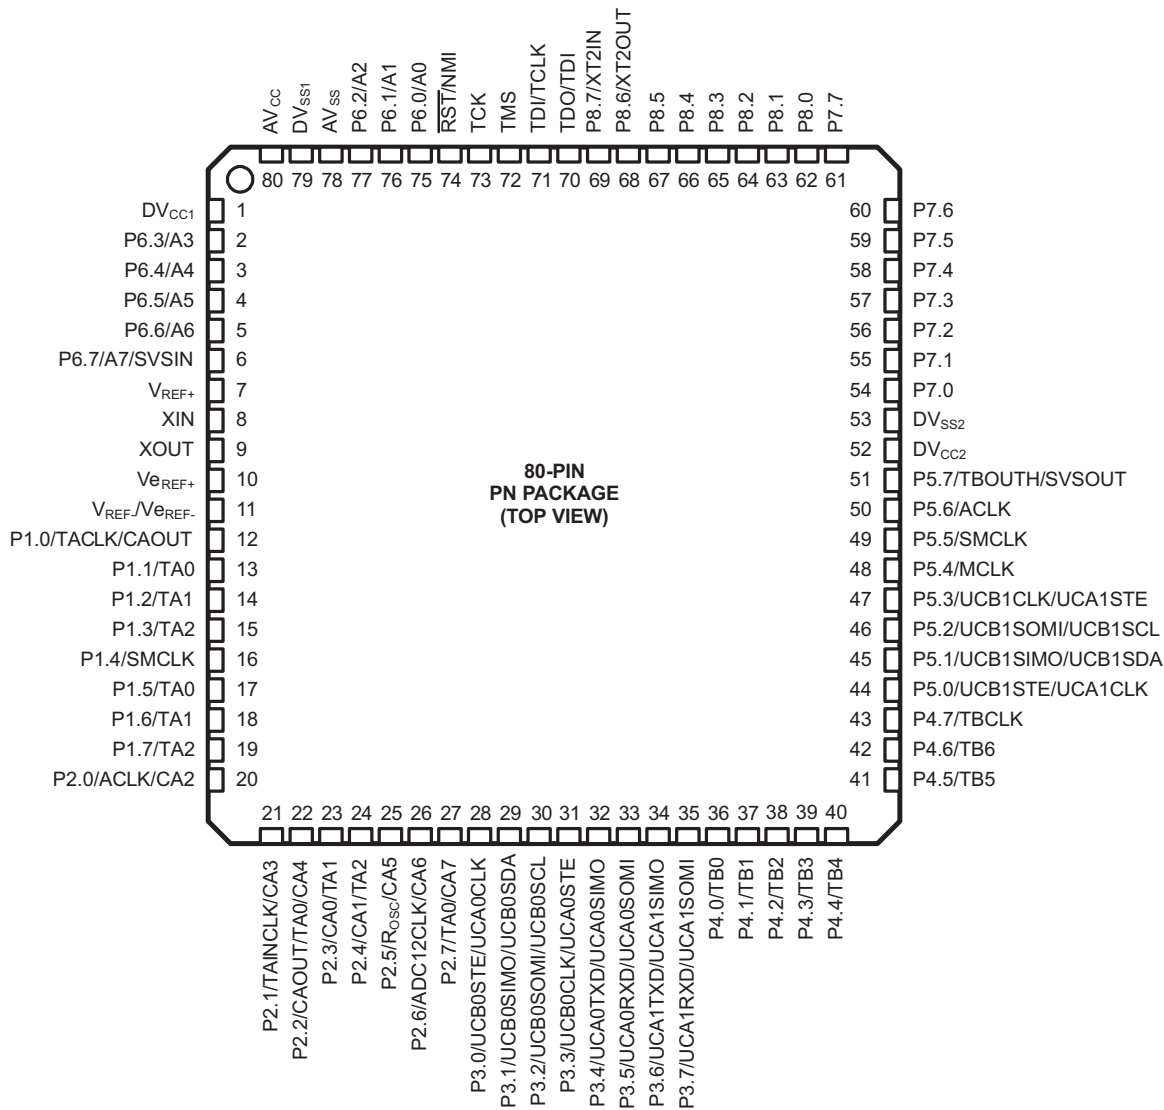 AVCC
DVSS1
AVSS
P6.2/A2
P6.1/A1
P6.0/A0
RST/NMI
TCK
TMS
TDI/TCLK
TDO/TDI
P8.7/XT2IN
P8.6/XT2OUT
P8.5
P8.4
P8.3
P8.2
P8.1
P8.0
P7.7
80 79 78 77 76 75 74 73 72 71 70 69 68 67 66 65 64 63 62 61
DVCC1 1
P6.3/A3 2
P6.4/A4 3
P6.5/A5 4
P6.6/A6 5
P6.7/A7/SVSIN 6
VREF+ 7
XIN 8
XOUT 9
VeREF+ 10
VREF-/VeREF- 11
P1.0/TACLK/CAOUT 12
P1.1/TA0 13
P1.2/TA1 14
P1.3/TA2 15
P1.4/SMCLK 16
P1.5/TA0 17
P1.6/TA1 18
P1.7/TA2 19
P2.0/ACLK/CA2 20
80-PIN
PN PACKAGE
(TOP VIEW)
60 P7.6
59 P7.5
58 P7.4
57 P7.3
56 P7.2
55 P7.1
54 P7.0
53 DVSS2
52 DVCC2
51 P5.7/TBOUTH/SVSOUT
50 P5.6/ACLK
49 P5.5/SMCLK
48 P5.4/MCLK
47 P5.3/UCB1CLK/UCA1STE
46 P5.2/UCB1SOMI/UCB1SCL
45 P5.1/UCB1SIMO/UCB1SDA
44 P5.0/UCB1STE/UCA1CLK
43 P4.7/TBCLK
42 P4.6/TB6
41 P4.5/TB5
21 22 23 24 25 26 27 28 29 30 31 32 33 34 35 36 37 38 39 40
P2.1/TAINCLK/CA3
P2.2/CAOUT/TA0/CA4
P2.3/CA0/TA1
P2.4/CA1/TA2
P2.5/ROSC/CA5
P2.6/ADC12CLK/CA6
P2.7/TA0/CA7
P3.0/UCB0STE/UCA0CLK
P3.1/UCB0SIMO/UCB0SDA
P3.2/UCB0SOMI/UCB0SCL
P3.3/UCB0CLK/UCA0STE
P3.4/UCA0TXD/UCA0SIMO
P3.5/UCA0RXD/UCA0SOMI
P3.6/UCA1TXD/UCA1SIMO
P3.7/UCA1RXD/UCA1SOMI
P4.0/TB0
P4.1/TB1
P4.2/TB2
P4.3/TB3
P4.4/TB4